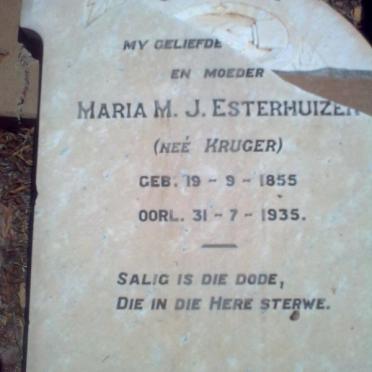 MY GELIEFDE
EN MOEDER
MARIA M. J. ESTERHUIZEN
(NEÉ KRUGER)
GEB. 19 - 9 - 1855
OORL. 31 - 7 - 1935.
SALIG IS DIE DODE,
DIE IN DIE HERE STERWE.